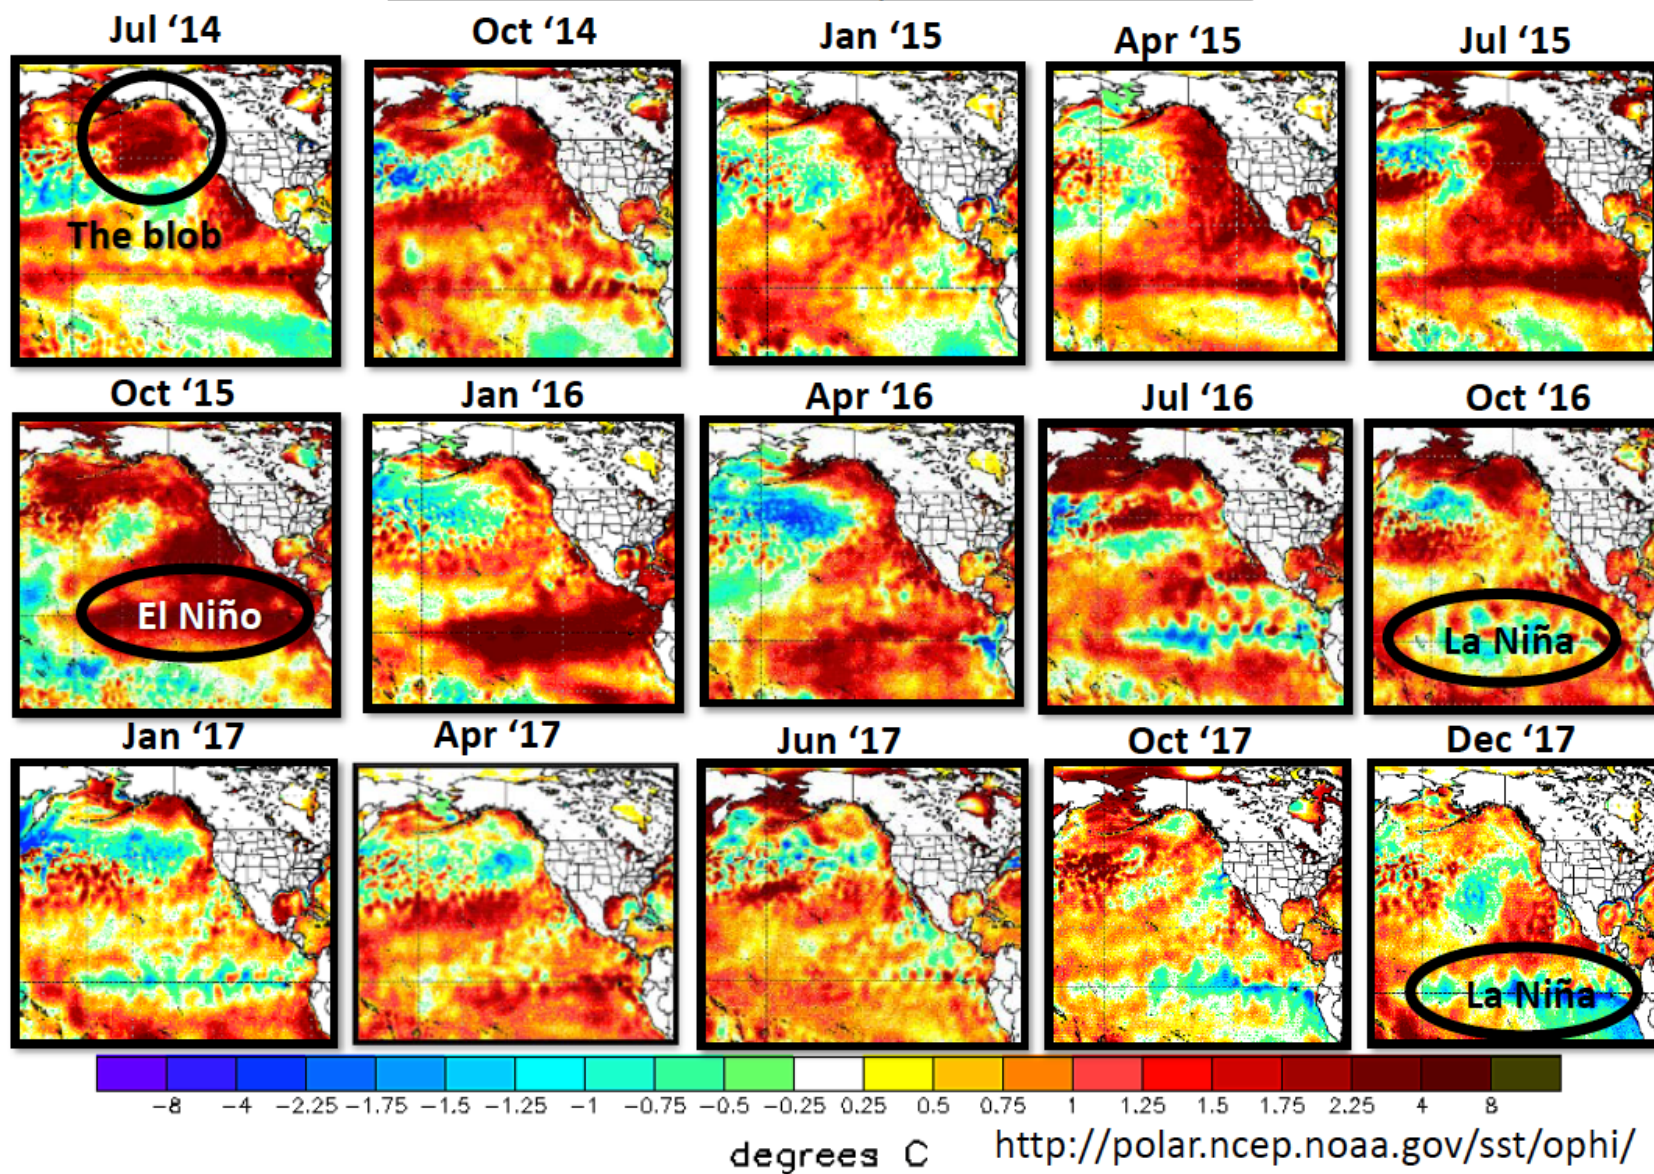 Jul ‘14 Oct ‘14 Jan ‘15 Apr ‘15 Jul ‘15
The blob
Oct ‘15 Jan ‘16 Apr ‘16 Jul ‘16 Oct ‘16
El Niño La Niña
Jan ‘17 Apr ‘17 Jun ‘17 Oct ‘17 Dec ‘17
La Niña
-8 -4 -2.25 -1.75 -1.5 -1.25 -1 -0.75 -0.5 -0.25 0.25 0.5 0.75 1 1.25 1.5 1.75 2.25 4 8
degrees C http://polar.ncep.noaa.gov/sst/ophi/